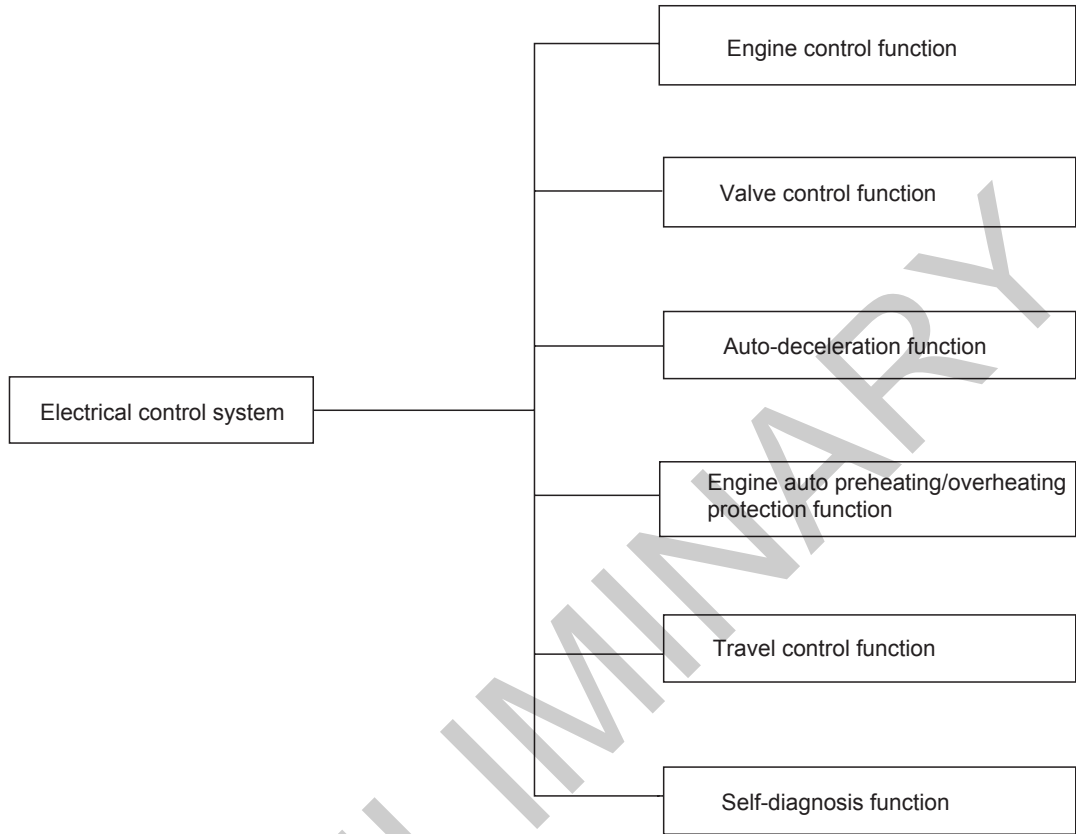 Engine control function
Valve control function
Auto-deceleration function
Electrical control system
Engine auto preheating/overheating
protection function
Travel control function
Self-diagnosis function